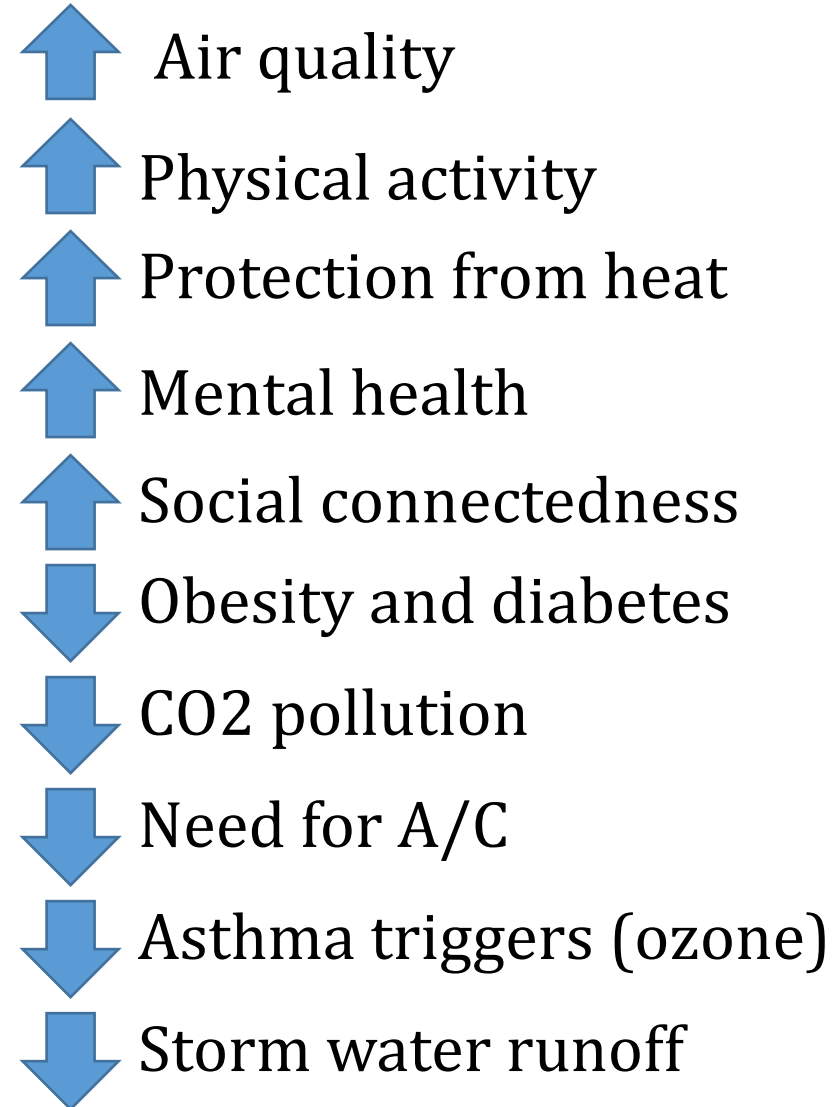 Air quality
Physical activity
Protection from heat
Mental health
Social connectedness
Obesity and diabetes
CO2 pollution
Need for A/C
Asthma triggers (ozone)
Storm water runoff